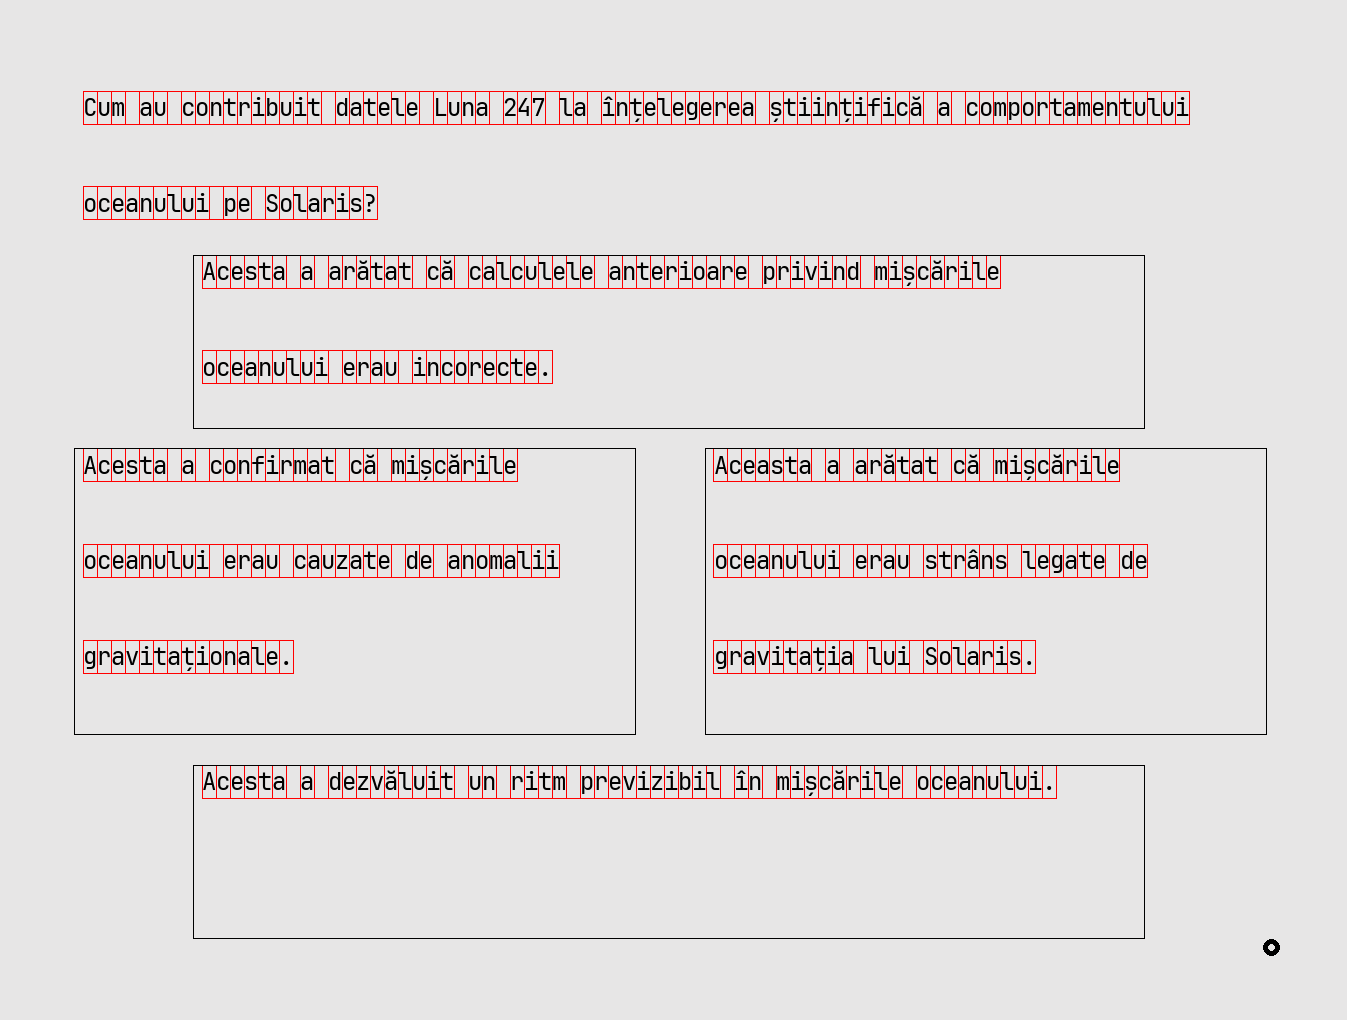 Cum au contribuit datele Luna 247 la înțelegerea științifică a comportamentului
oceanului pe Solaris?
Acesta a arătat că calculele anterioare privind mișcările
oceanului erau incorecte.
Acesta a confirmat că mișcările
oceanului erau cauzate de anomalii
gravitaționale.
Aceasta a arătat că mișcările
oceanului erau strâns legate de
gravitația lui Solaris.
Acesta a dezvăluit un ritm previzibil în mișcările oceanului.